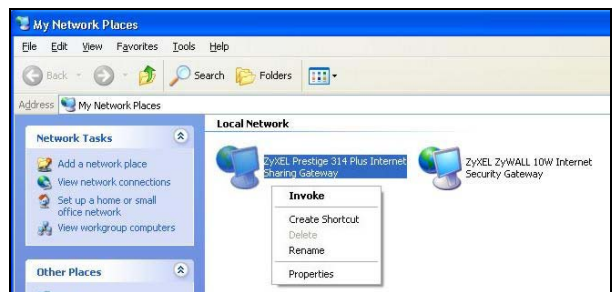 My Network Places
File Edit View Favorites Tools Help
Back Search Folders
Address My Network Places
Network Tasks
Add a network place
View network connections
Set up a home or small
office network
View workgroup computers
Other Places
Local Network
ZyXEL Prestige 314 Plus Internet
Sharing Gateway
ZyXEL ZyWALL 10W Internet
Security Gateway
Invoke
Create Shortcut
Delete
Rename
Properties